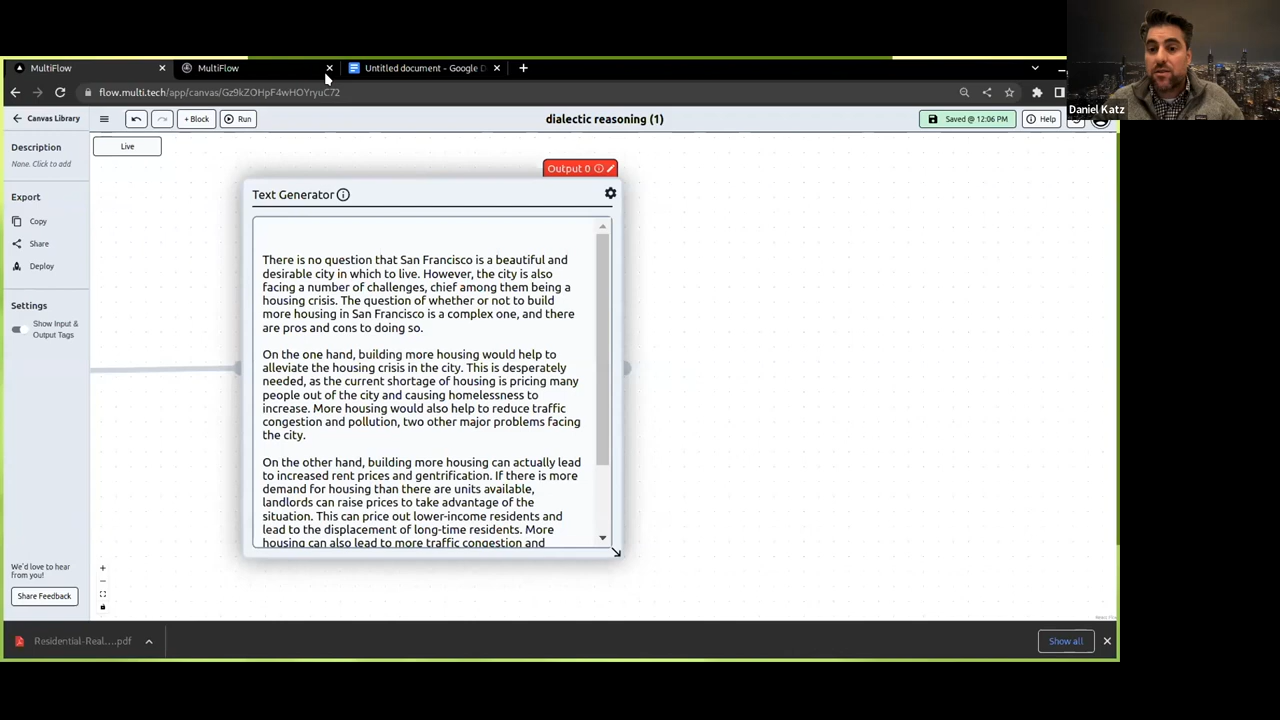 MultiFlow
MultiFlow
Untitled document - Google D
flow.multi.tech/app/canvas/Gz9kZOHpF4wHOYryuC72
Daniel Katz
Canvas Library
+ Block
Run
dialectic reasoning (1)
Saved @ 12:06 PM
Help
Description
None. Click to add
Live
Export
Copy
Share
Deploy
Settings
Show Input &
Output Tags
Output 0
Text Generator
There is no question that San Francisco is a beautiful and
desirable city in which to live. However, the city is also
facing a number of challenges, chief among them being a
housing crisis. The question of whether or not to build
more housing in San Francisco is a complex one, and there
are pros and cons to doing so.
On the one hand, building more housing would help to
alleviate the housing crisis in the city. This is desperately
needed, as the current shortage of housing is pricing many
people out of the city and causing homelessness to
increase. More housing would also help to reduce traffic
congestion and pollution, two other major problems facing
the city.
On the other hand, building more housing can actually lead
to increased rent prices and gentrification. If there is more
demand for housing than there are units available,
landlords can raise prices to take advantage of the
situation. This can price out lower-income residents and
lead to the displacement of long-time residents. More
housing can also lead to more traffic congestion and
We'd love to hear
from you!
Share Feedback
Residential-Real....pdf
Show all